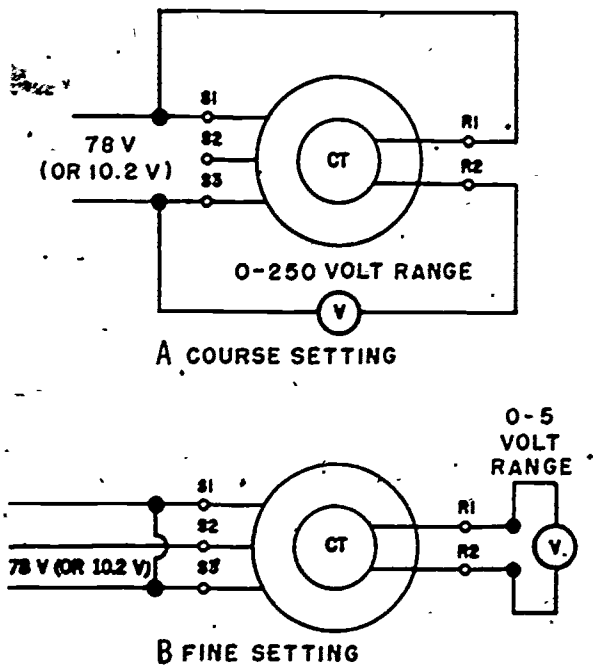 S1
R1
78 V
S2
(OR 10.2 V)
CT
R2
S3
0-250 VOLT RANGE
V
A COURSE SETTING
0-5
VOLT
RANGE
S1
R1
S2
CT
V
78 V (OR 10.2 V)
S3
R2
B FINE SETTING